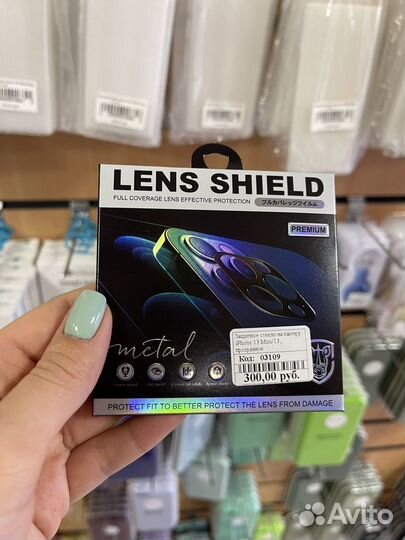 LENS SHIELD
FULL COVERAGE LENS EFFECTIVE PROTECTION
フルカバレッジフイルム
PREMIUM
Защитное стекло на камеру
iPhone 13 Mini/13,
прозрачное
Код: 03109
300,00 руб.
metal
PROTECT FIT TO BETTER PROTECT THE LENS FROM DAMAGE
Avito